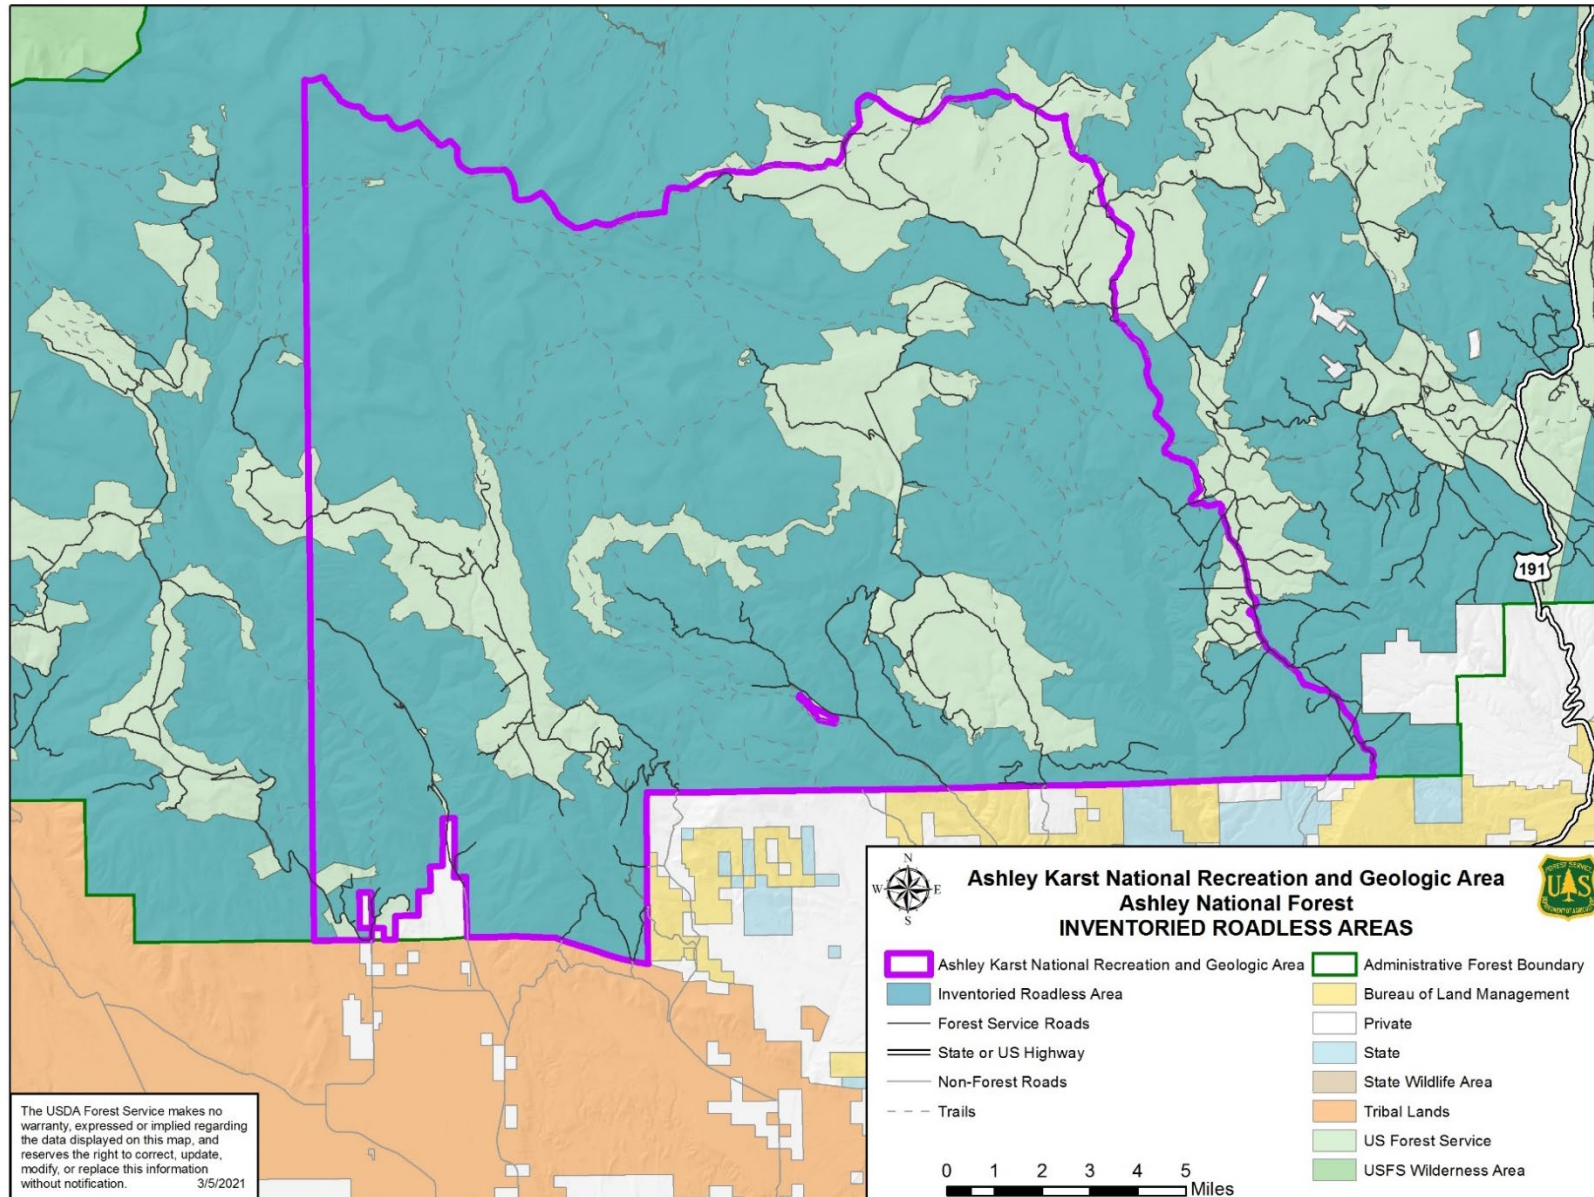 191
N
W E
S
Ashley Karst National Recreation and Geologic Area
Ashley National Forest
INVENTORIED ROADLESS AREAS
FOREST SERVICE
U S
DEPARTMENT OF AGRICULTURE
Ashley Karst National Recreation and Geologic Area
Inventoried Roadless Area
Forest Service Roads
State or US Highway
Non-Forest Roads
Trails
Administrative Forest Boundary
Bureau of Land Management
Private
State
State Wildlife Area
Tribal Lands
US Forest Service
USFS Wilderness Area
0 1 2 3 4 5
Miles
The USDA Forest Service makes no
warranty, expressed or implied regarding
the data displayed on this map, and
reserves the right to correct, update,
modify, or replace this information
without notification. 3/5/2021